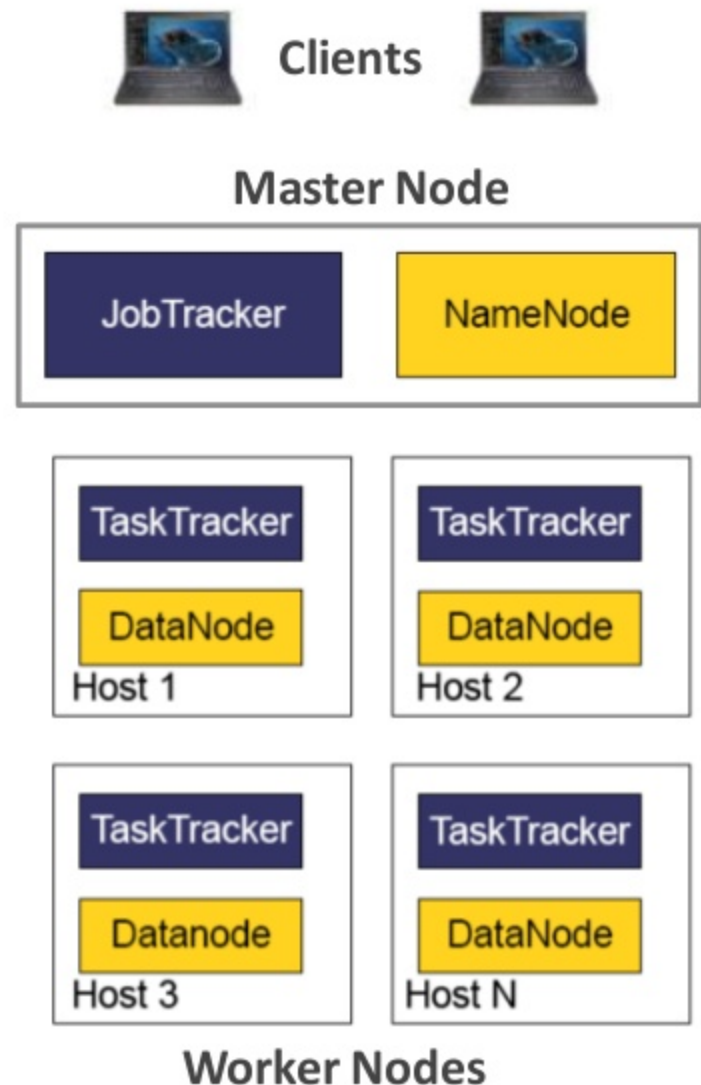 Clients
Master Node
JobTracker
NameNode
TaskTracker
DataNode
Host 1
TaskTracker
DataNode
Host 2
TaskTracker
Datanode
Host 3
TaskTracker
DataNode
Host N
Worker Nodes